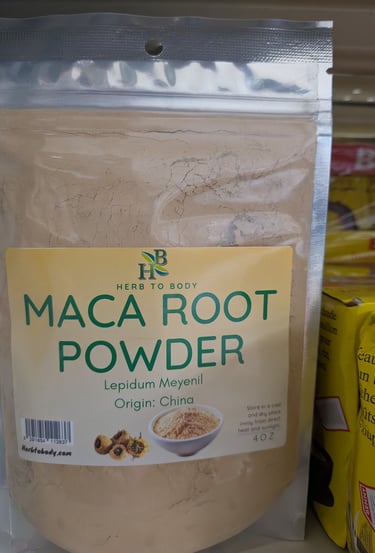 HB
HERB TO BODY
MACA ROOT
POWDER
Lepidum Meyenil
Origin: China
Store in a cool
and dry place
away from direct
heat and sunlight.
4 OZ
Herbtobody.com